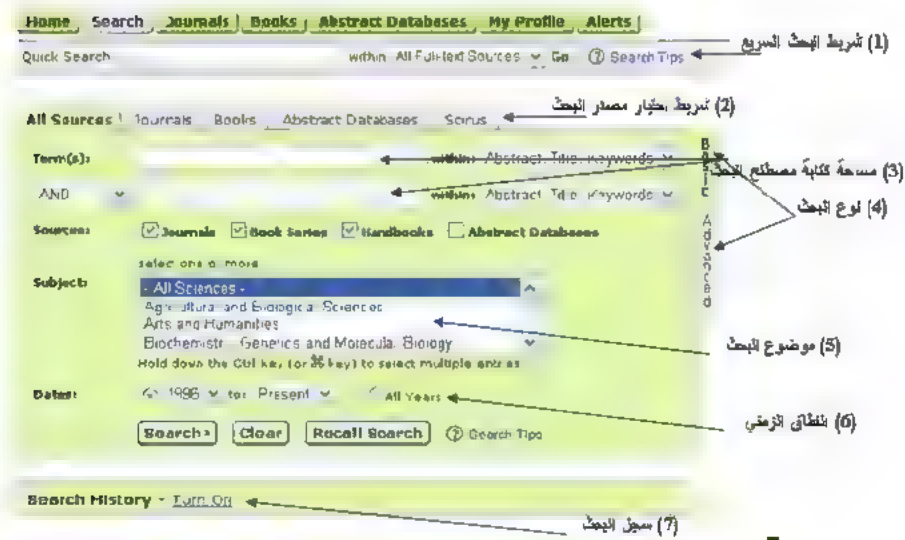 Home Search Journals Books Abstract Databases My Profile Alerts
Quick Search within All Full-text Sources Go Search Tips
(1) شريط البحث السريع
(2) شريط اختيار مصدر البحث
All Sources Journals Books Abstract Databases Scirus
Term(s): within Abstract, Title, Keywords
(3) مساحة كتابة مصطلح البحث
AND within Abstract, Title, Keywords
(4) نوع البحث
Basic
Advanced
Sources: Journals Book Series Handbooks Abstract Databases
select one or more
Subject: - All Sciences -
Agricultural and Biological Sciences
Arts and Humanities
Biochemistry, Genetics and Molecular Biology
Hold down the Ctrl key (or ⌘ key) to select multiple entries
(5) موضوع البحث
Dates: 1996 to: Present All Years
(6) النطاق الزمني
Search Clear Recall Search Search Tips
Search History - Turn On
(7) سجل البحث